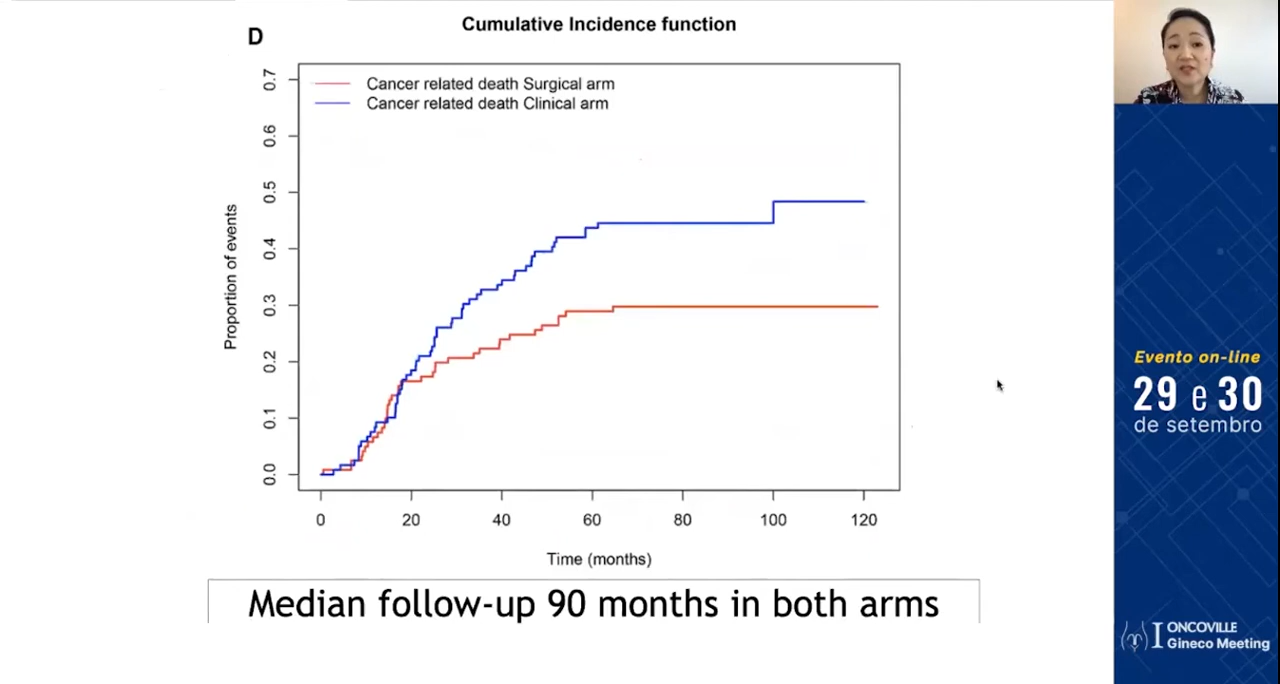 D
Cumulative Incidence function
Cancer related death Surgical arm
Cancer related death Clinical arm
Proportion of events
0.7
0.6
0.5
0.4
0.3
0.2
0.1
0.0
0 20 40 60 80 100 120
Time (months)
Median follow-up 90 months in both arms
Evento on-line
29 e 30
de setembro
I ONCOVILLE
Gineco Meeting